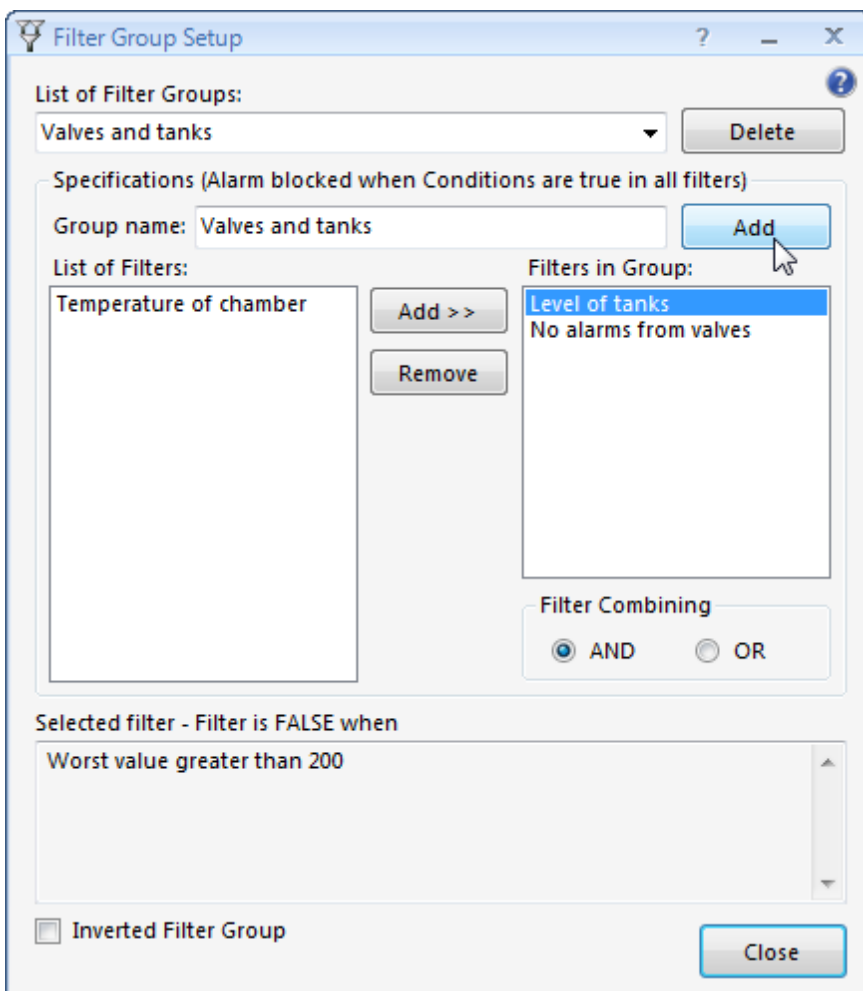 Filter Group Setup
List of Filter Groups:
Valves and tanks
Delete
Specifications (Alarm blocked when Conditions are true in all filters)
Group name: Valves and tanks
Add
List of Filters:
Filters in Group:
Temperature of chamber
Add >>
Level of tanks
No alarms from valves
Remove
Filter Combining
AND OR
Selected filter - Filter is FALSE when
Worst value greater than 200
Inverted Filter Group
Close